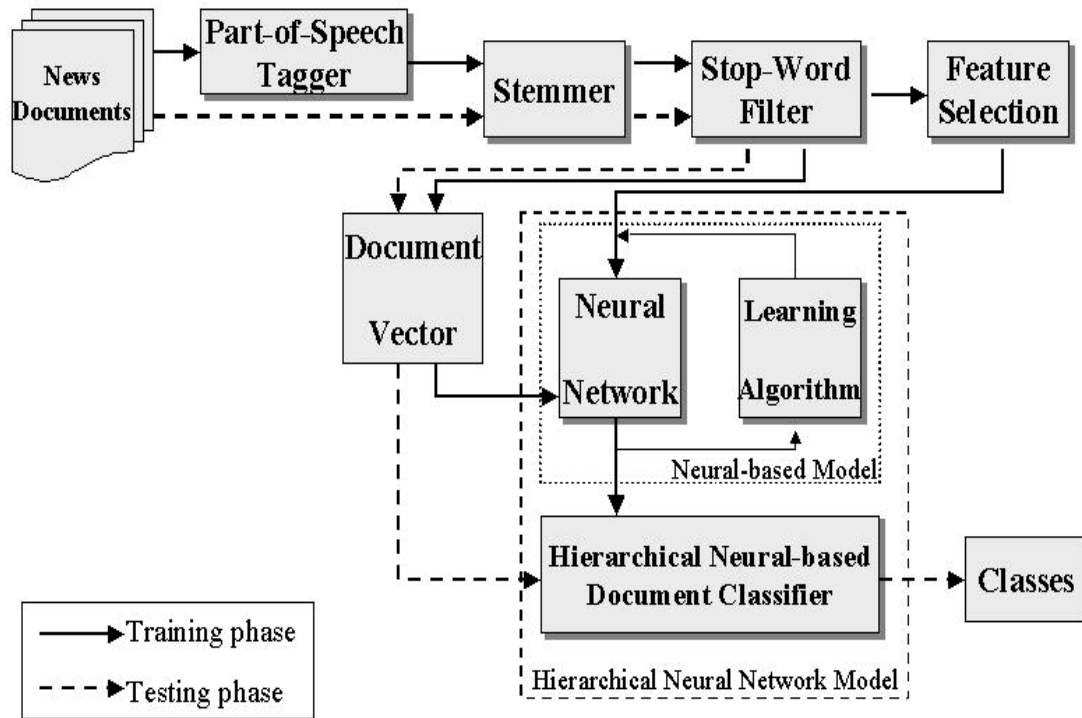 News
Documents
Part-of-Speech
Tagger
Stemmer
Stop-Word
Filter
Feature
Selection
Document
Vector
Neural
Network
Learning
Algorithm
Neural-based Model
Hierarchical Neural-based
Document Classifier
Classes
Hierarchical Neural Network Model
Training phase
Testing phase